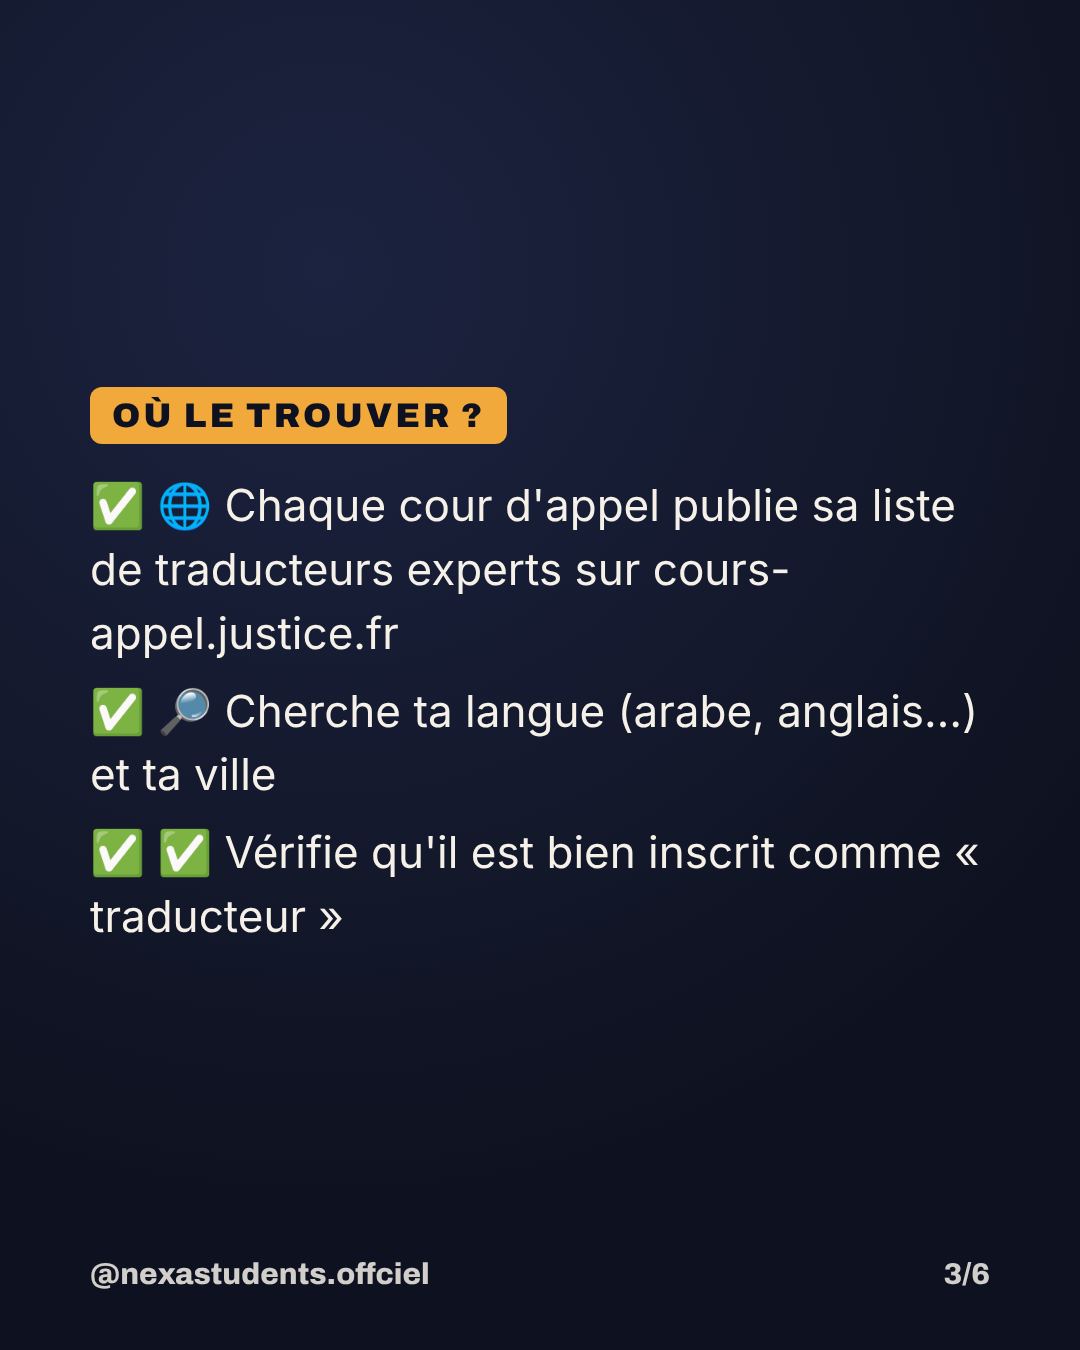 OÙ LE TROUVER ?
✅ 🌐 Chaque cour d'appel publie sa liste
de traducteurs experts sur cours-
appel.justice.fr
✅ 🔎 Cherche ta langue (arabe, anglais...)
et ta ville
✅ ✅ Vérifie qu'il est bien inscrit comme «
traducteur »
@nexastudents.offciel
3/6